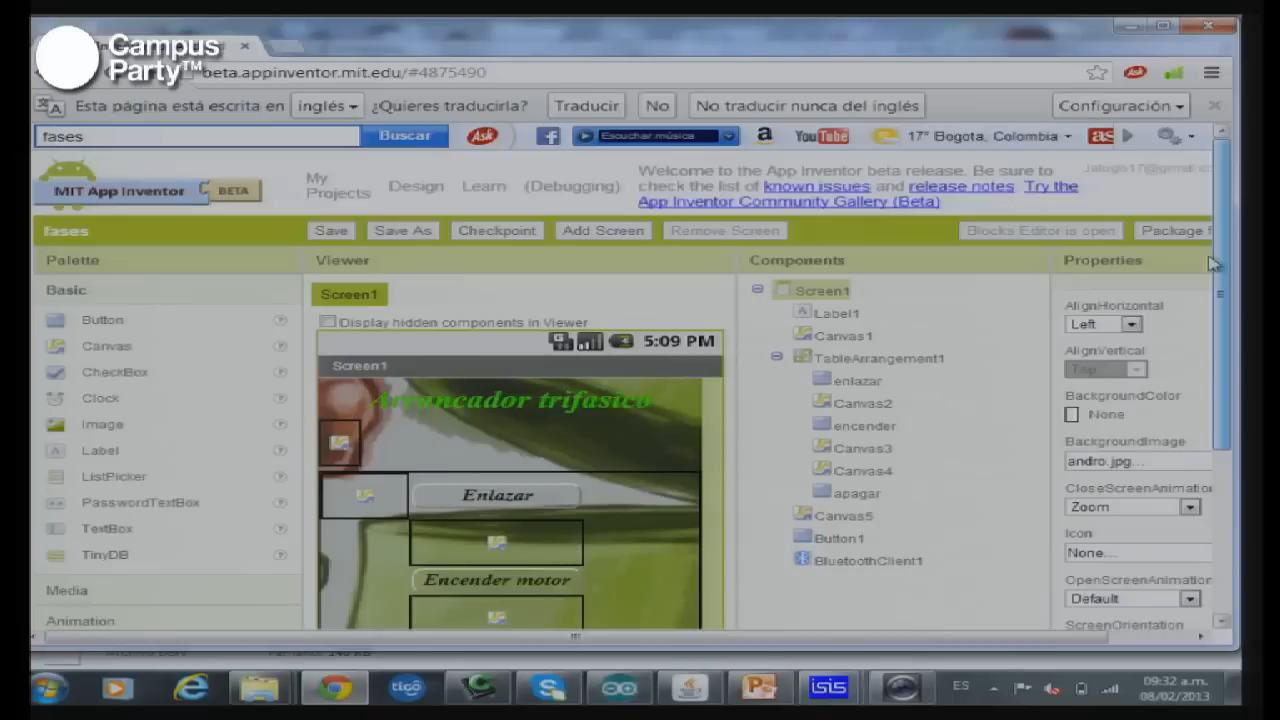 Campus
Party™
beta.appinventor.mit.edu/#4875490
Esta página está escrita en inglés ¿Quieres traducirla? Traducir No No traducir nunca del inglés Configuración
fases Buscar Ask Escuchar música a YouTube 17° Bogota, Colombia as
MIT App Inventor BETA
My Projects Design Learn (Debugging)
Welcome to the App Inventor beta release. Be sure to
check the list of known issues and release notes Try the
App Inventor Community Gallery (Beta)
fases Save Save As Checkpoint Add Screen Remove Screen Blocks Editor is open Package f
Palette Viewer Components Properties
Basic
Button
Canvas
CheckBox
Clock
Image
Label
ListPicker
PasswordTextBox
TextBox
TinyDB
Media
Animation
Screen1
Display hidden components in Viewer
5:09 PM
Screen1
Arrancador trifasico
Enlazar
Encender motor
Screen1
Label1
Canvas1
TableArrangement1
enlazar
Canvas2
encender
Canvas3
Canvas4
apagar
Canvas5
Button1
BluetoothClient1
AlignHorizontal
Left
AlignVertical
Top
BackgroundColor
None
BackgroundImage
andro.jpg...
CloseScreenAnimation
Zoom
Icon
None...
OpenScreenAnimation
Default
ScreenOrientation
tigo isis ES 09:32 a.m.
08/02/2013